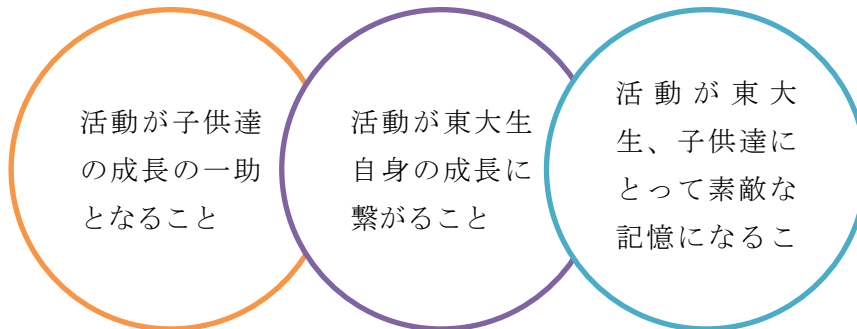 活動が子供達
の成長の一助
となること
活動が東大生
自身の成長に
繋がること
活動が東大
生、子供達に
とって素敵な
記憶になるこ